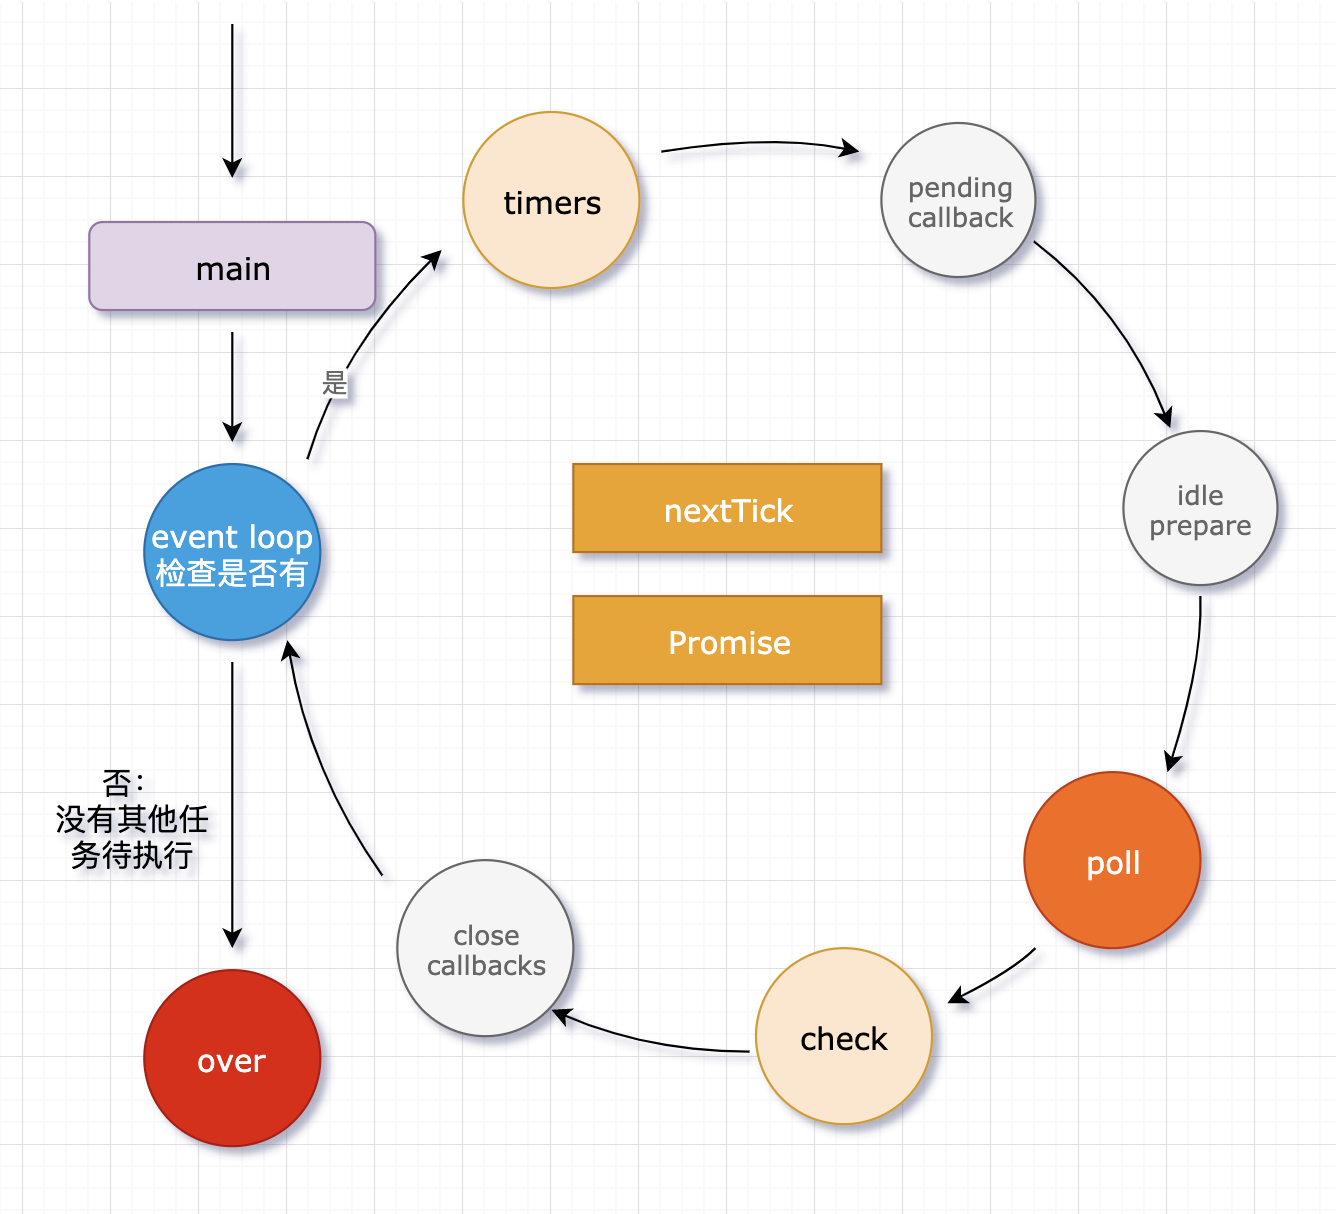 timers
pending
callback
main
是
idle
prepare
nextTick
event loop
检查是否有
Promise
否：
没有其他任
务待执行
poll
close
callbacks
check
over